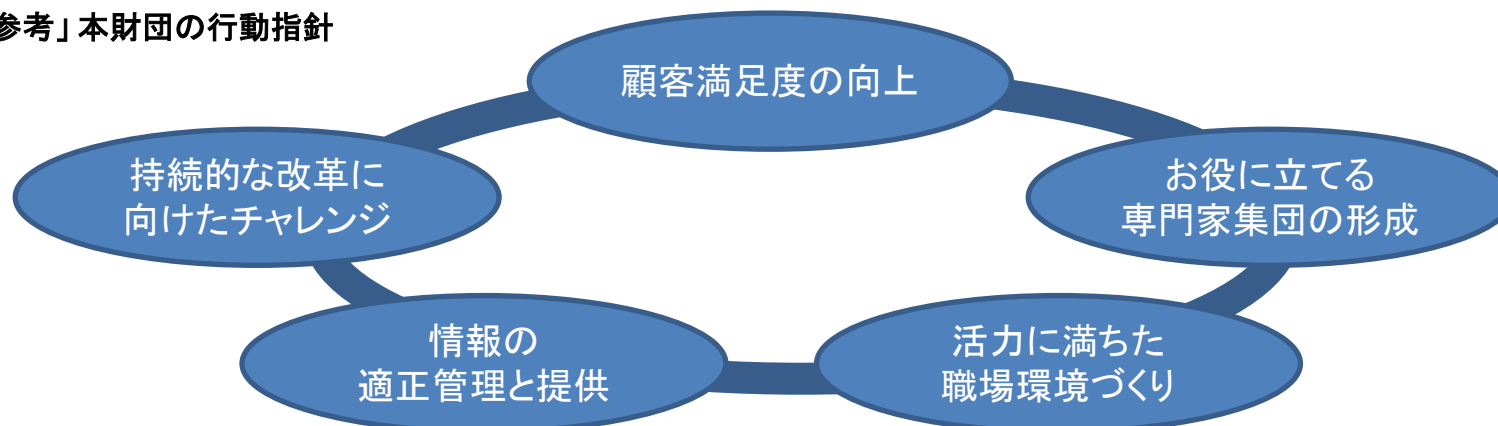 参考」本財団の行動指針
顧客満足度の向上
持続的な改革に
向けたチャレンジ
お役に立てる
専門家集団の形成
情報の
適正管理と提供
活力に満ちた
職場環境づくり